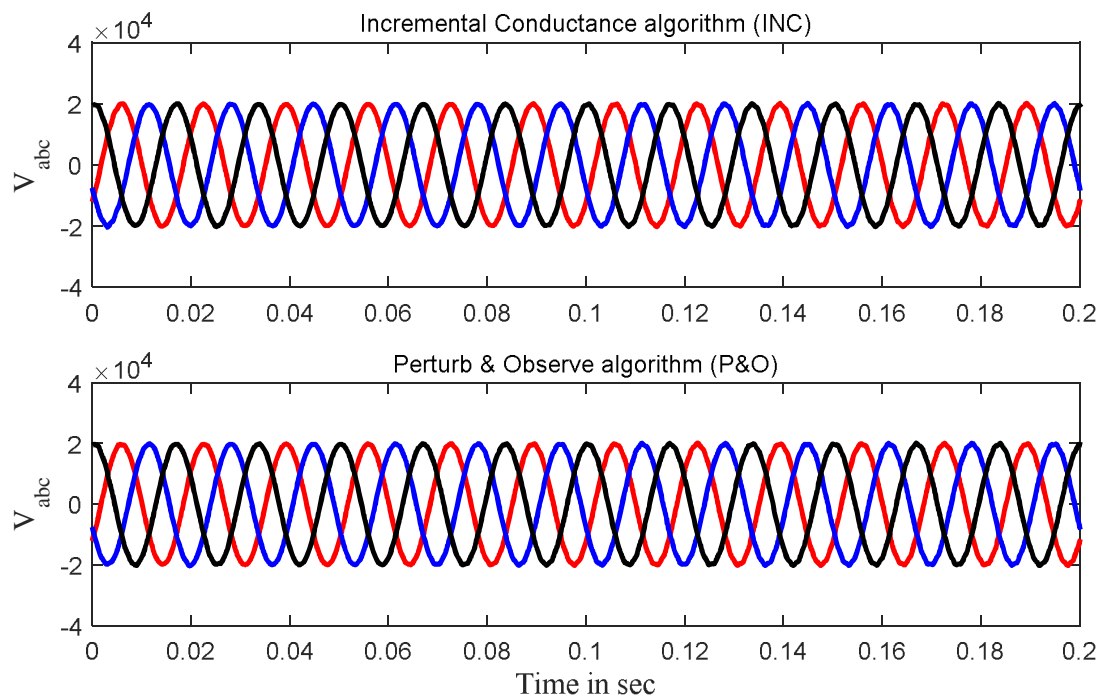 Incremental Conductance algorithm (INC)
×10^4
4
2
0
-2
-4
V_abc
0 0.02 0.04 0.06 0.08 0.1 0.12 0.14 0.16 0.18 0.2
Perturb & Observe algorithm (P&O)
×10^4
4
2
0
-2
-4
V_abc
0 0.02 0.04 0.06 0.08 0.1 0.12 0.14 0.16 0.18 0.2
Time in sec